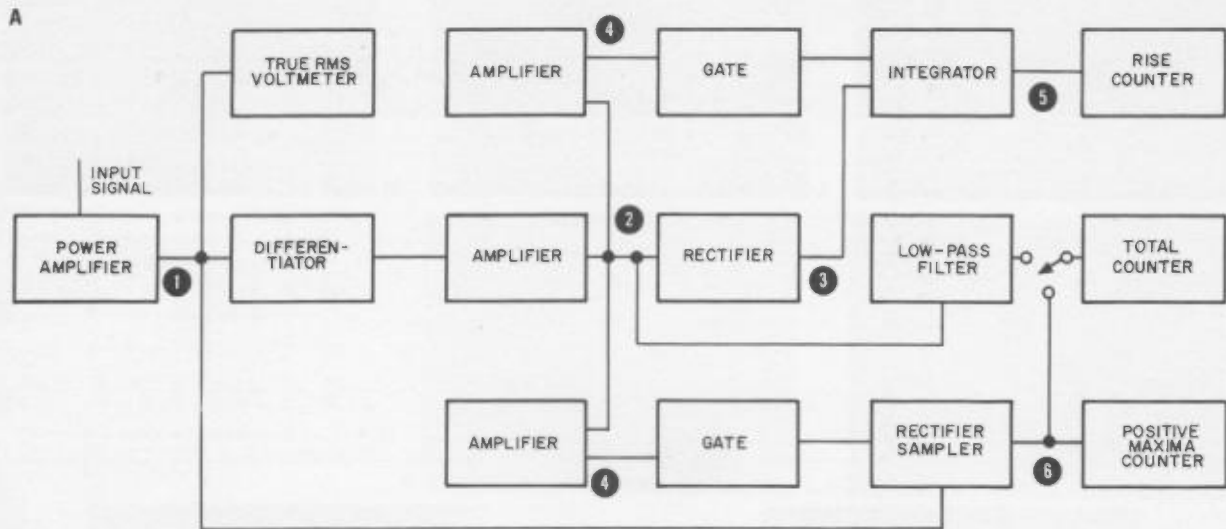 A
4
TRUE RMS
VOLTMETER
AMPLIFIER
GATE
INTEGRATOR
5
RISE
COUNTER
INPUT
SIGNAL
POWER
AMPLIFIER
1
DIFFEREN-
TIATOR
AMPLIFIER
2
RECTIFIER
3
LOW-PASS
FILTER
TOTAL
COUNTER
AMPLIFIER
4
GATE
RECTIFIER
SAMPLER
6
POSITIVE
MAXIMA
COUNTER